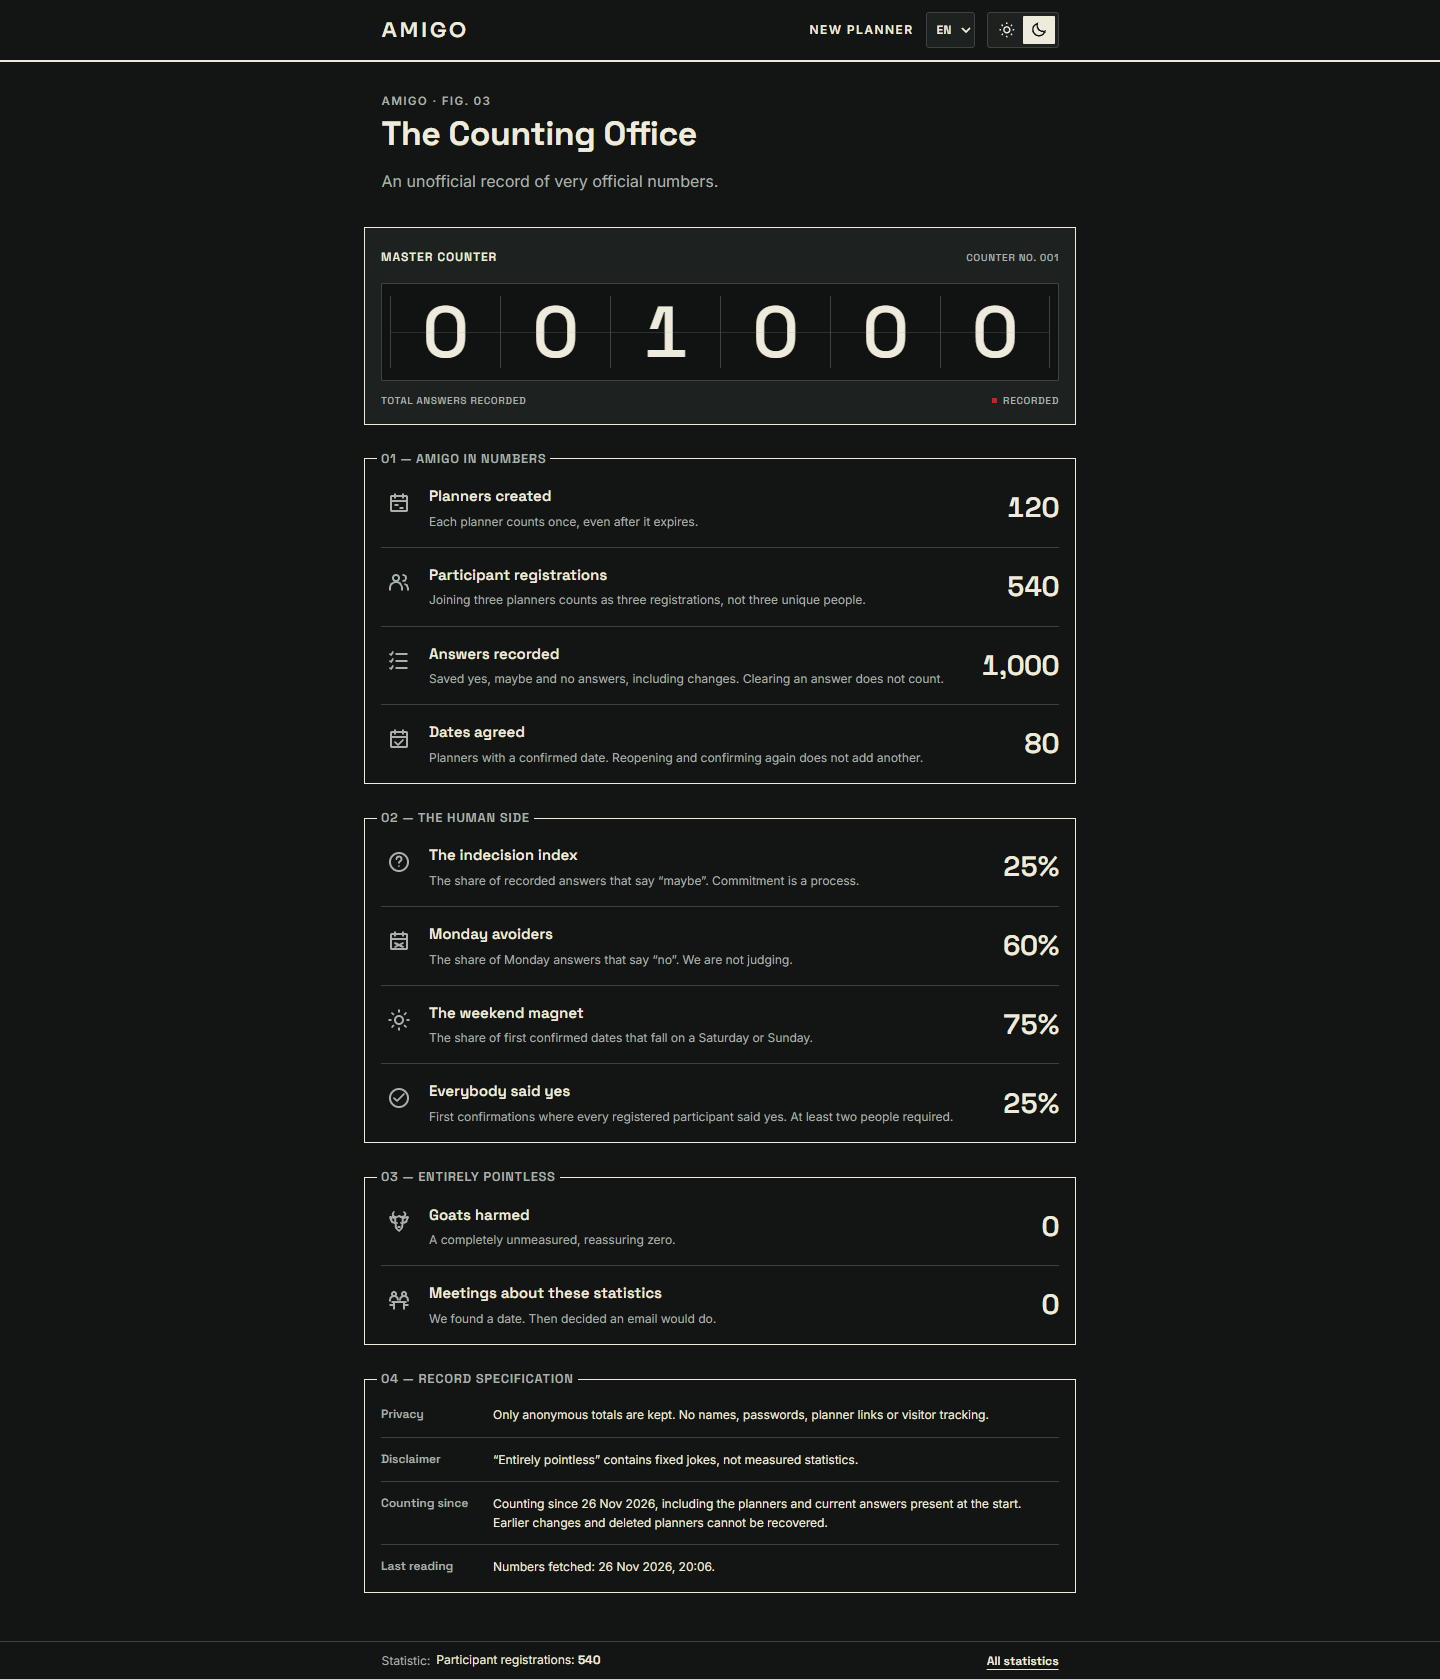 AMIGO
NEW PLANNER
EN
AMIGO · FIG. 03
The Counting Office
An unofficial record of very official numbers.
MASTER COUNTER
COUNTER NO. 001
0 0 1 0 0 0
TOTAL ANSWERS RECORDED
RECORDED
01 — AMIGO IN NUMBERS
Planners created
Each planner counts once, even after it expires.
120
Participant registrations
Joining three planners counts as three registrations, not three unique people.
540
Answers recorded
Saved yes, maybe and no answers, including changes. Clearing an answer does not count.
1,000
Dates agreed
Planners with a confirmed date. Reopening and confirming again does not add another.
80
02 — THE HUMAN SIDE
The indecision index
The share of recorded answers that say “maybe”. Commitment is a process.
25%
Monday avoiders
The share of Monday answers that say “no”. We are not judging.
60%
The weekend magnet
The share of first confirmed dates that fall on a Saturday or Sunday.
75%
Everybody said yes
First confirmations where every registered participant said yes. At least two people required.
25%
03 — ENTIRELY POINTLESS
Goats harmed
A completely unmeasured, reassuring zero.
0
Meetings about these statistics
We found a date. Then decided an email would do.
0
04 — RECORD SPECIFICATION
Privacy
Only anonymous totals are kept. No names, passwords, planner links or visitor tracking.
Disclaimer
“Entirely pointless” contains fixed jokes, not measured statistics.
Counting since
Counting since 26 Nov 2026, including the planners and current answers present at the start.
Earlier changes and deleted planners cannot be recovered.
Last reading
Numbers fetched: 26 Nov 2026, 20:06.
Statistic: Participant registrations: 540
All statistics